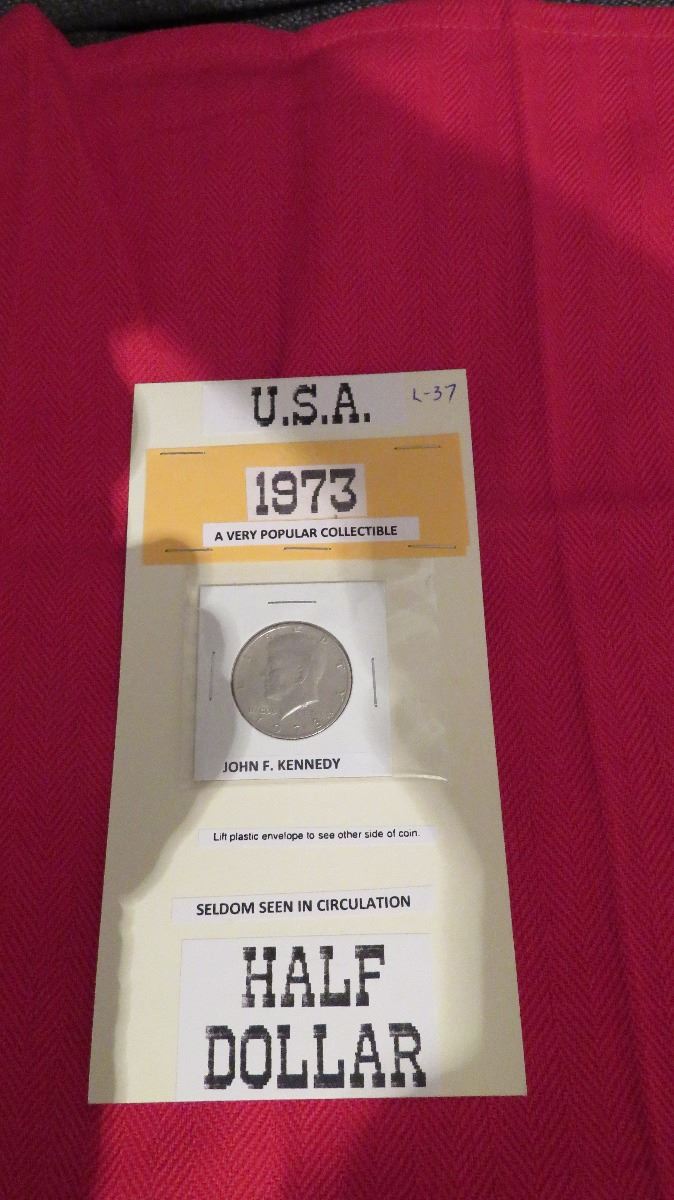 U.S.A.
L-37
1973
A VERY POPULAR COLLECTIBLE
JOHN F. KENNEDY
Lift plastic envelope to see other side of coin.
SELDOM SEEN IN CIRCULATION
HALF
DOLLAR